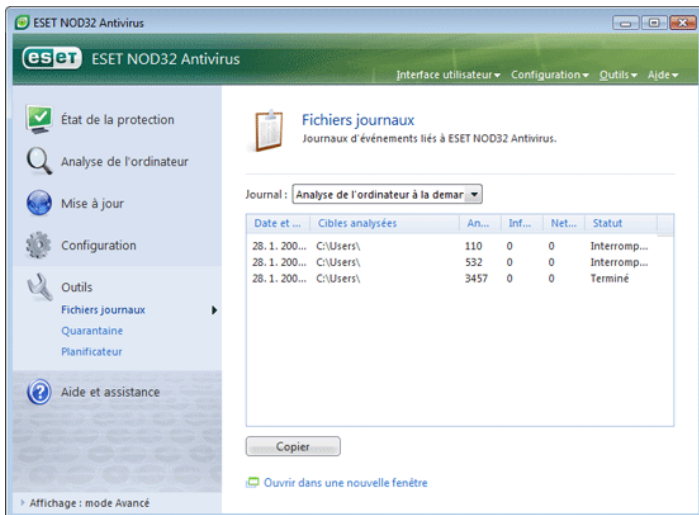 ESET NOD32 Antivirus
eset ESET NOD32 Antivirus
Interface utilisateur Configuration Outils Aide
État de la protection
Analyse de l'ordinateur
Mise à jour
Configuration
Outils
Fichiers journaux
Quarantaine
Planificateur
Aide et assistance
Affichage : mode Avancé
Fichiers journaux
Journaux d'événements liés à ESET NOD32 Antivirus.
Journal : Analyse de l'ordinateur à la demar
Date et ... Cibles analysées An... Inf... Net... Statut
28. 1. 200... C:\Users\ 110 0 0 Interromp...
28. 1. 200... C:\Users\ 532 0 0 Interromp...
28. 1. 200... C:\Users\ 3457 0 0 Terminé
Copier
Ouvrir dans une nouvelle fenêtre